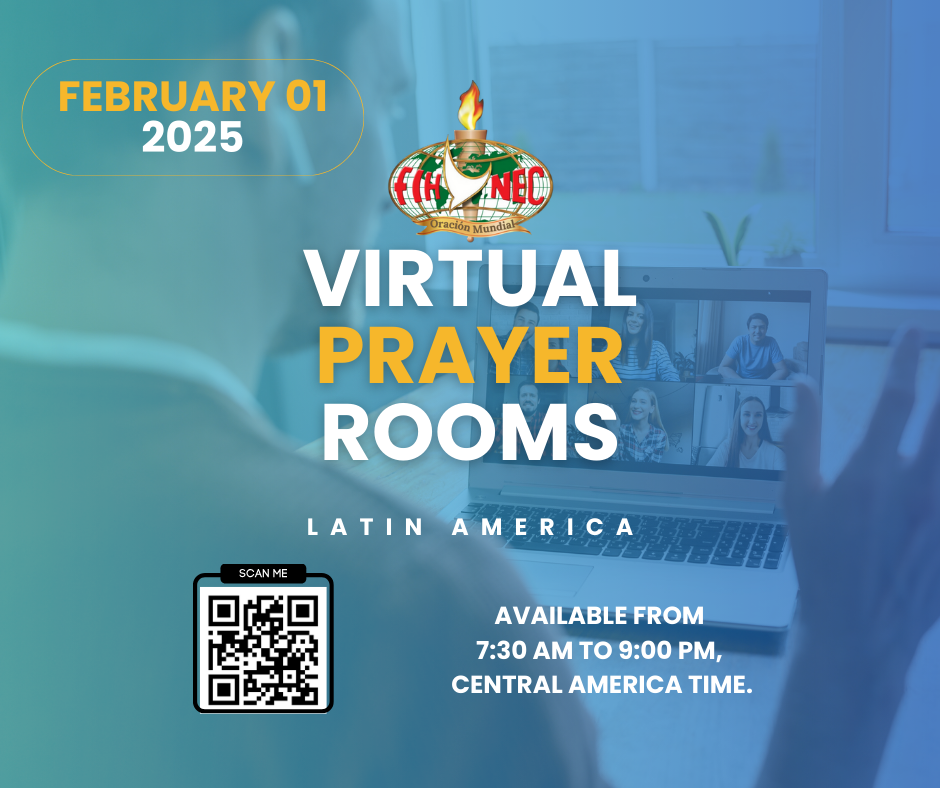 FEBRUARY 01
2025
FIHNEC
Oración Mundial
VIRTUAL
PRAYER
ROOMS
LATIN AMERICA
SCAN ME
AVAILABLE FROM
7:30 AM TO 9:00 PM,
CENTRAL AMERICA TIME.